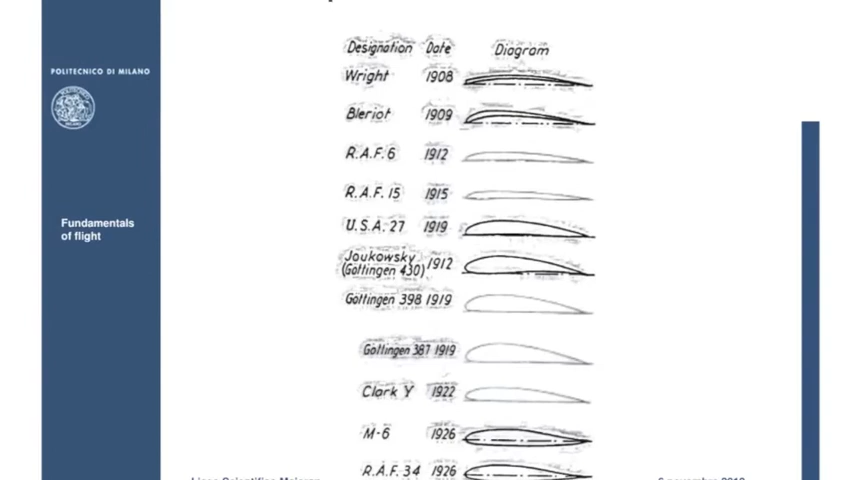 POLITECNICO DI MILANO
Fundamentals
of flight
Designation Date Diagram
Wright 1908
Bleriot 1909
R.A.F. 6 1912
R.A.F. 15 1915
U.S.A. 27 1919
Joukowsky
(Gottingen 430) 1912
Gottingen 398 1919
Gottingen 387 1919
Clark Y 1922
M-6 1926
R.A.F. 34 1926